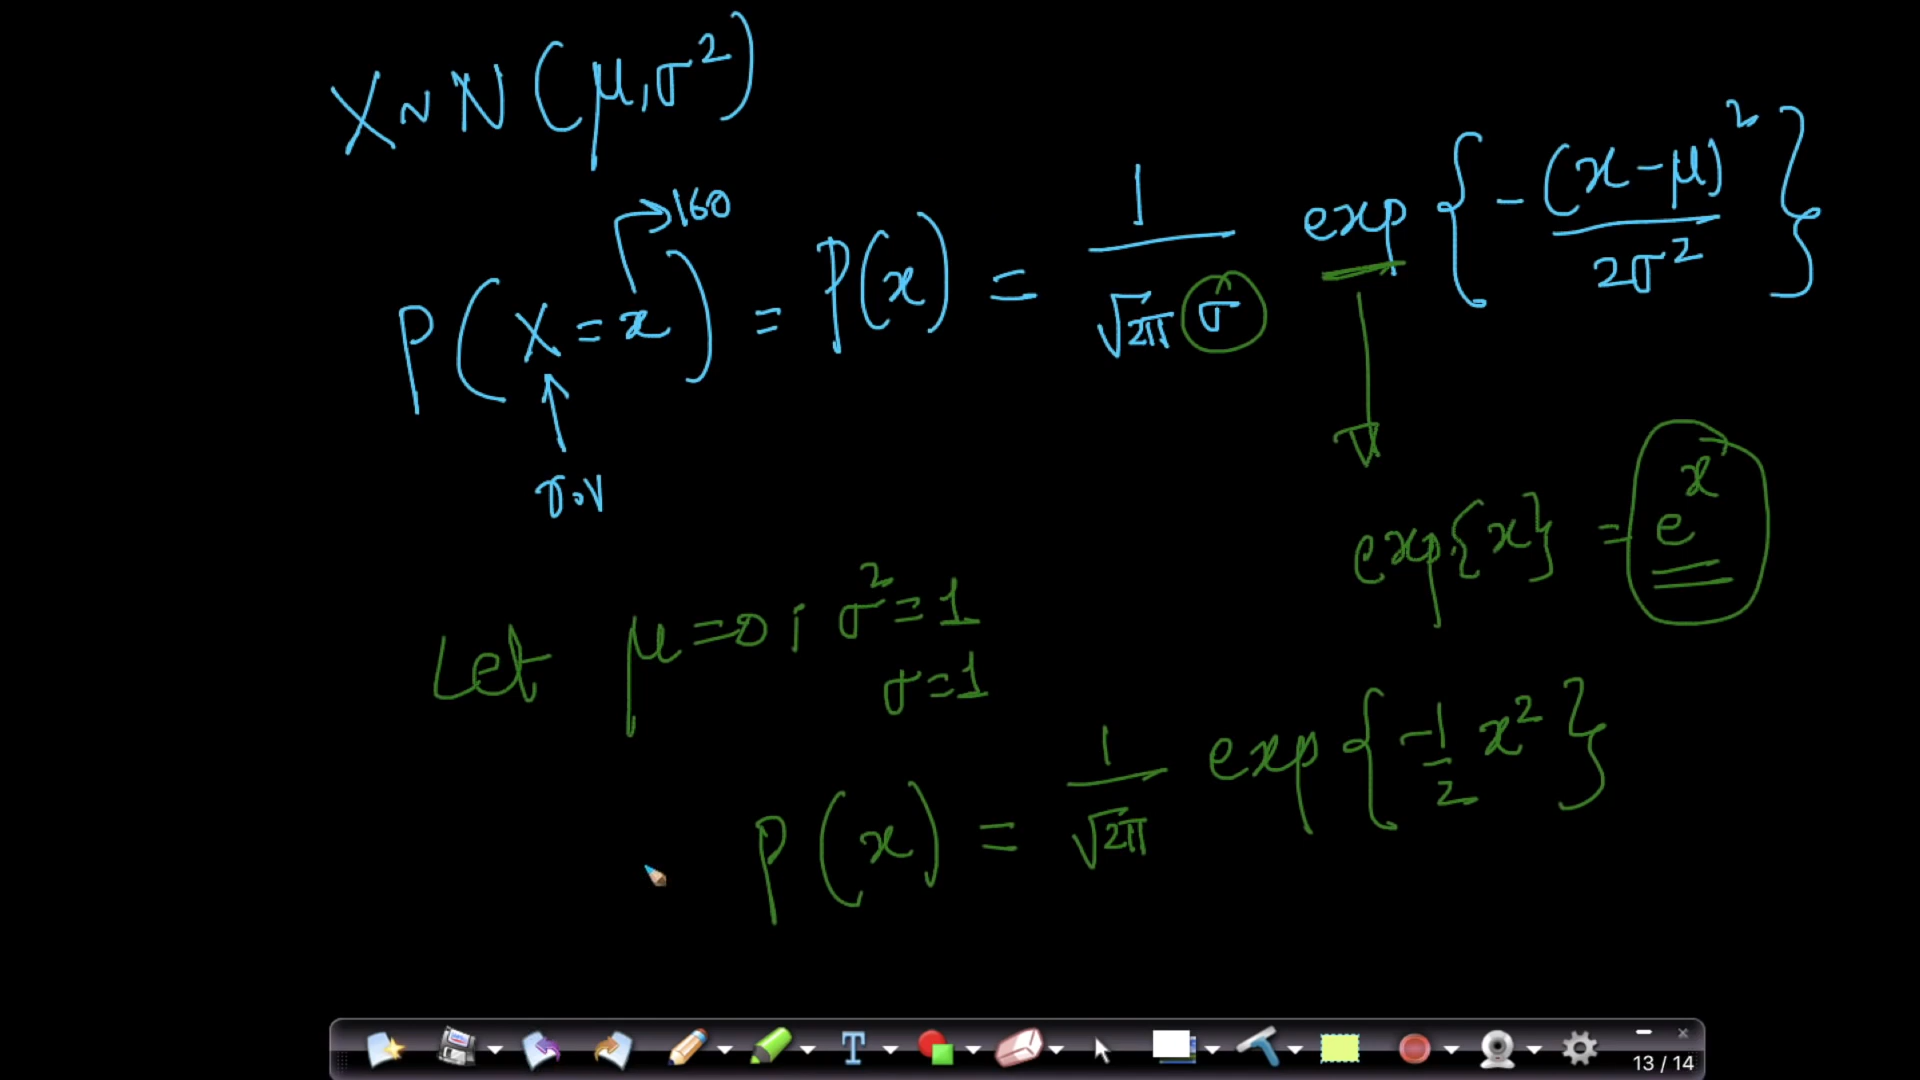 X ~ N(μ, σ²)
→160
P(X = x) = P(x) = 1/(√2π σ) exp{-(x-μ)²/2σ²}
r.v
exp{x} = e^x
Let μ=0; σ²=1
σ=1
P(x) = 1/√2π exp{-1/2 x²}
T
13 / 14